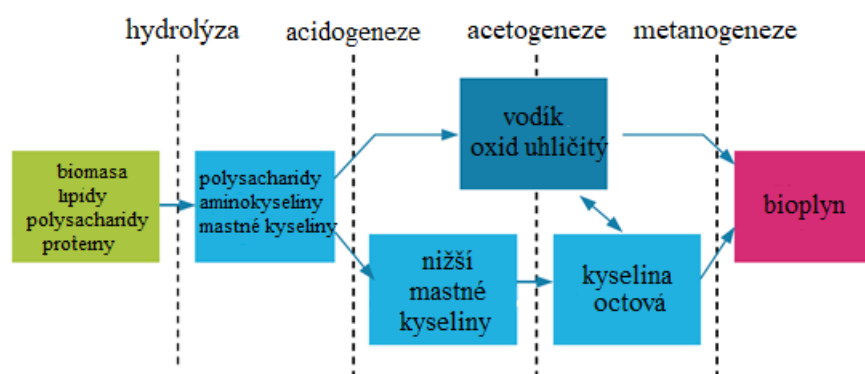 hydrolýza
acidogeneze
acetogeneze
metanogeneze
biomasa
lipidy
polysacharidy
proteiny
polysacharidy
aminokyseliny
mastné kyseliny
vodík
oxid uhličitý
nižší
mastné
kyseliny
kyselina
octová
bioplyn